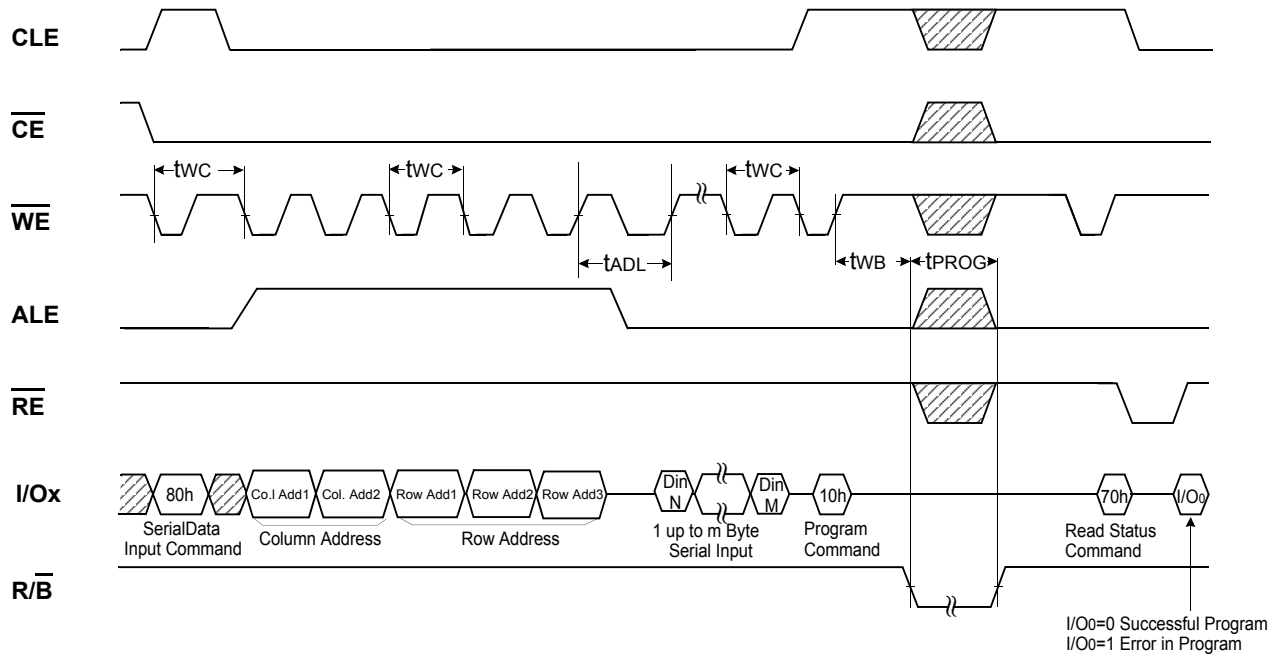 CLE
CE
tWC
tWC
tWC
WE
tADL
tWB
tPROG
ALE
RE
I/Ox
80h
Co.l Add1
Col. Add2
Row Add1
Row Add2
Row Add3
Din
N
Din
M
10h
70h
I/O0
SerialData
Input Command
Column Address
Row Address
1 up to m Byte
Serial Input
Program
Command
Read Status
Command
R/B
I/O0=0 Successful Program
I/O0=1 Error in Program